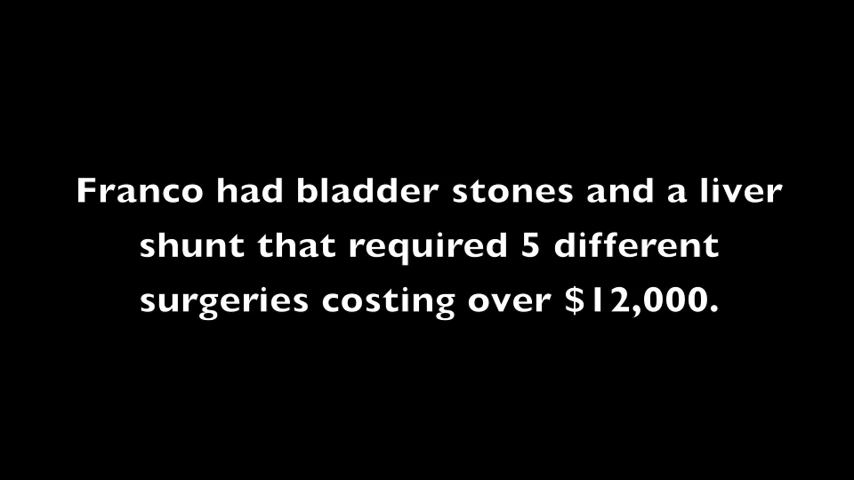 Franco had bladder stones and a liver
shunt that required 5 different
surgeries costing over $12,000.